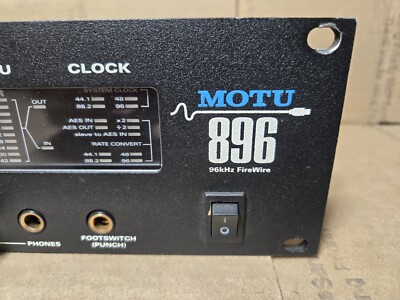 U
CLOCK
SYSTEM CLOCK
44.1 48
88.2 96
OUT
AES IN x2
AES OUT ÷2
slave to AES IN
IN
RATE CONVERT
44.1 48
88.2 96
MOTU
896
96kHz FireWire
PHONES
FOOTSWITCH
(PUNCH)